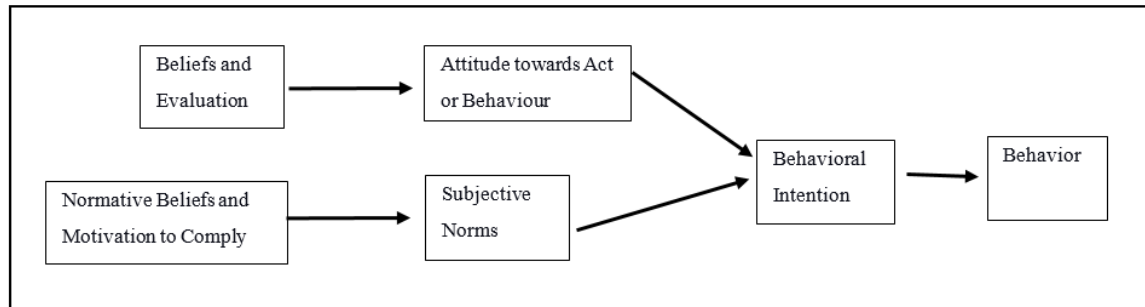 Beliefs and
Evaluation
Attitude towards Act
or Behaviour
Normative Beliefs and
Motivation to Comply
Subjective
Norms
Behavioral
Intention
Behavior